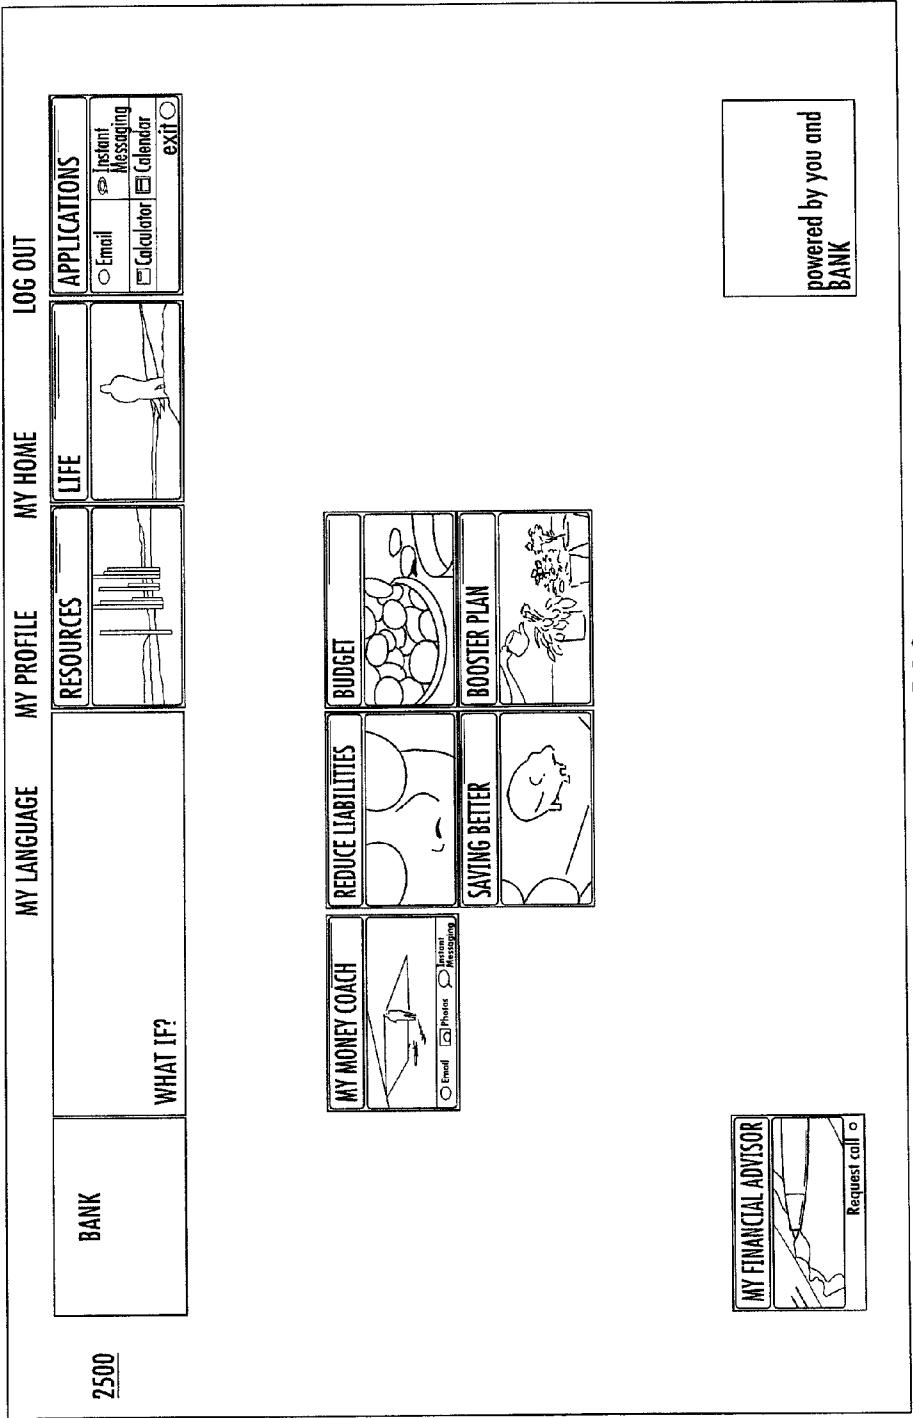 2500
MY LANGUAGE
MY PROFILE
MY HOME
LOG OUT
BANK
WHAT IF?
RESOURCES
LIFE
APPLICATIONS
Email
Instant
Messaging
Calculator
Calendar
exit
MY MONEY COACH
Email
Photos
Instant
Messaging
REDUCE LIABILITIES
BUDGET
SAVING BETTER
BOOSTER PLAN
MY FINANCIAL ADVISOR
Request call
powered by you and
BANK